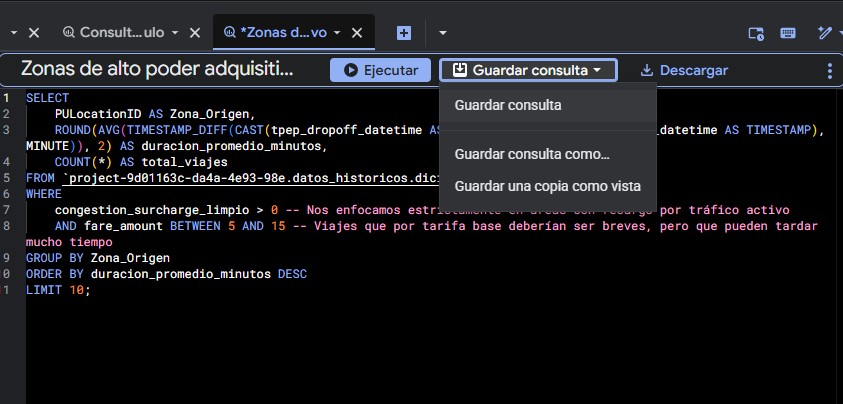 Consult...ulo
*Zonas d...vo
Zonas de alto poder adquisiti...
Ejecutar
Guardar consulta
Descargar
Guardar consulta
Guardar consulta como...
Guardar una copia como vista
1 SELECT
2 PULocationID AS Zona_Origen,
3 ROUND(AVG(TIMESTAMP_DIFF(CAST(tpep_dropoff_datetime AS _datetime AS TIMESTAMP),
MINUTE)), 2) AS duracion_promedio_minutos,
4 COUNT(*) AS total_viajes
5 FROM `project-9d01163c-da4a-4e93-98e.datos_historicos.dici
6 WHERE
7 congestion_surcharge_limpio > 0 -- Nos enfocamos estrictamente en áreas con recargo por tráfico activo
8 AND fare_amount BETWEEN 5 AND 15 -- Viajes que por tarifa base deberían ser breves, pero que pueden tardar
mucho tiempo
9 GROUP BY Zona_Origen
10 ORDER BY duracion_promedio_minutos DESC
11 LIMIT 10;